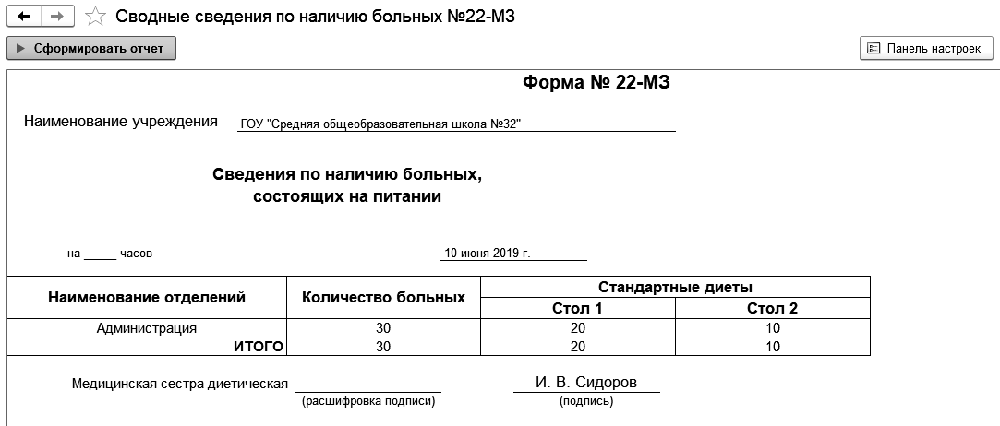 Сводные сведения по наличию больных №22-МЗ
Сформировать отчет
Панель настроек
Форма № 22-МЗ
Наименование учреждения ГОУ "Средняя общеобразовательная школа №32"
Сведения по наличию больных,
состоящих на питании
на _____ часов 10 июня 2019 г.
Наименование отделений Количество больных Стандартные диеты
Стол 1 Стол 2
Администрация 30 20 10
ИТОГО 30 20 10
Медицинская сестра диетическая И. В. Сидоров
(расшифровка подписи) (подпись)